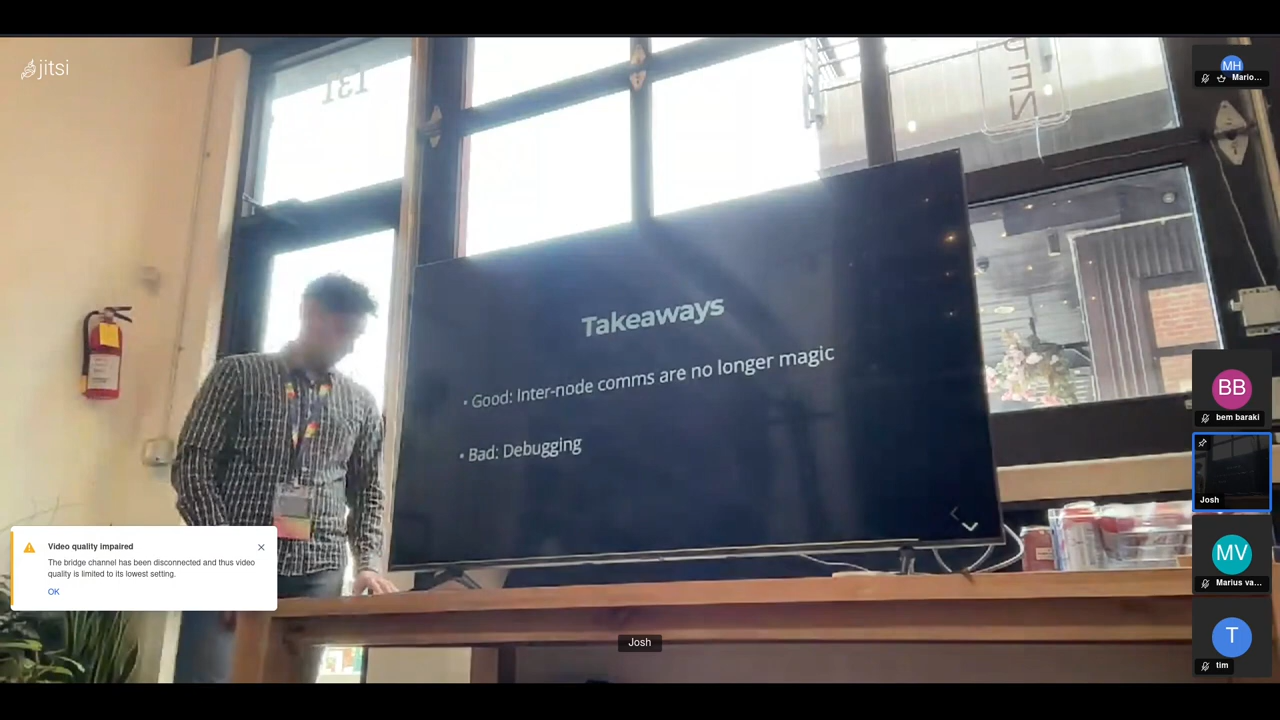 jitsi
131
PEN
MH
Mario...
Takeaways
• Good: Inter-node comms are no longer magic
• Bad: Debugging
BB
bem baraki
Josh
Video quality impaired
The bridge channel has been disconnected and thus video
quality is limited to its lowest setting.
OK
MV
Marius va...
Josh
T
tim